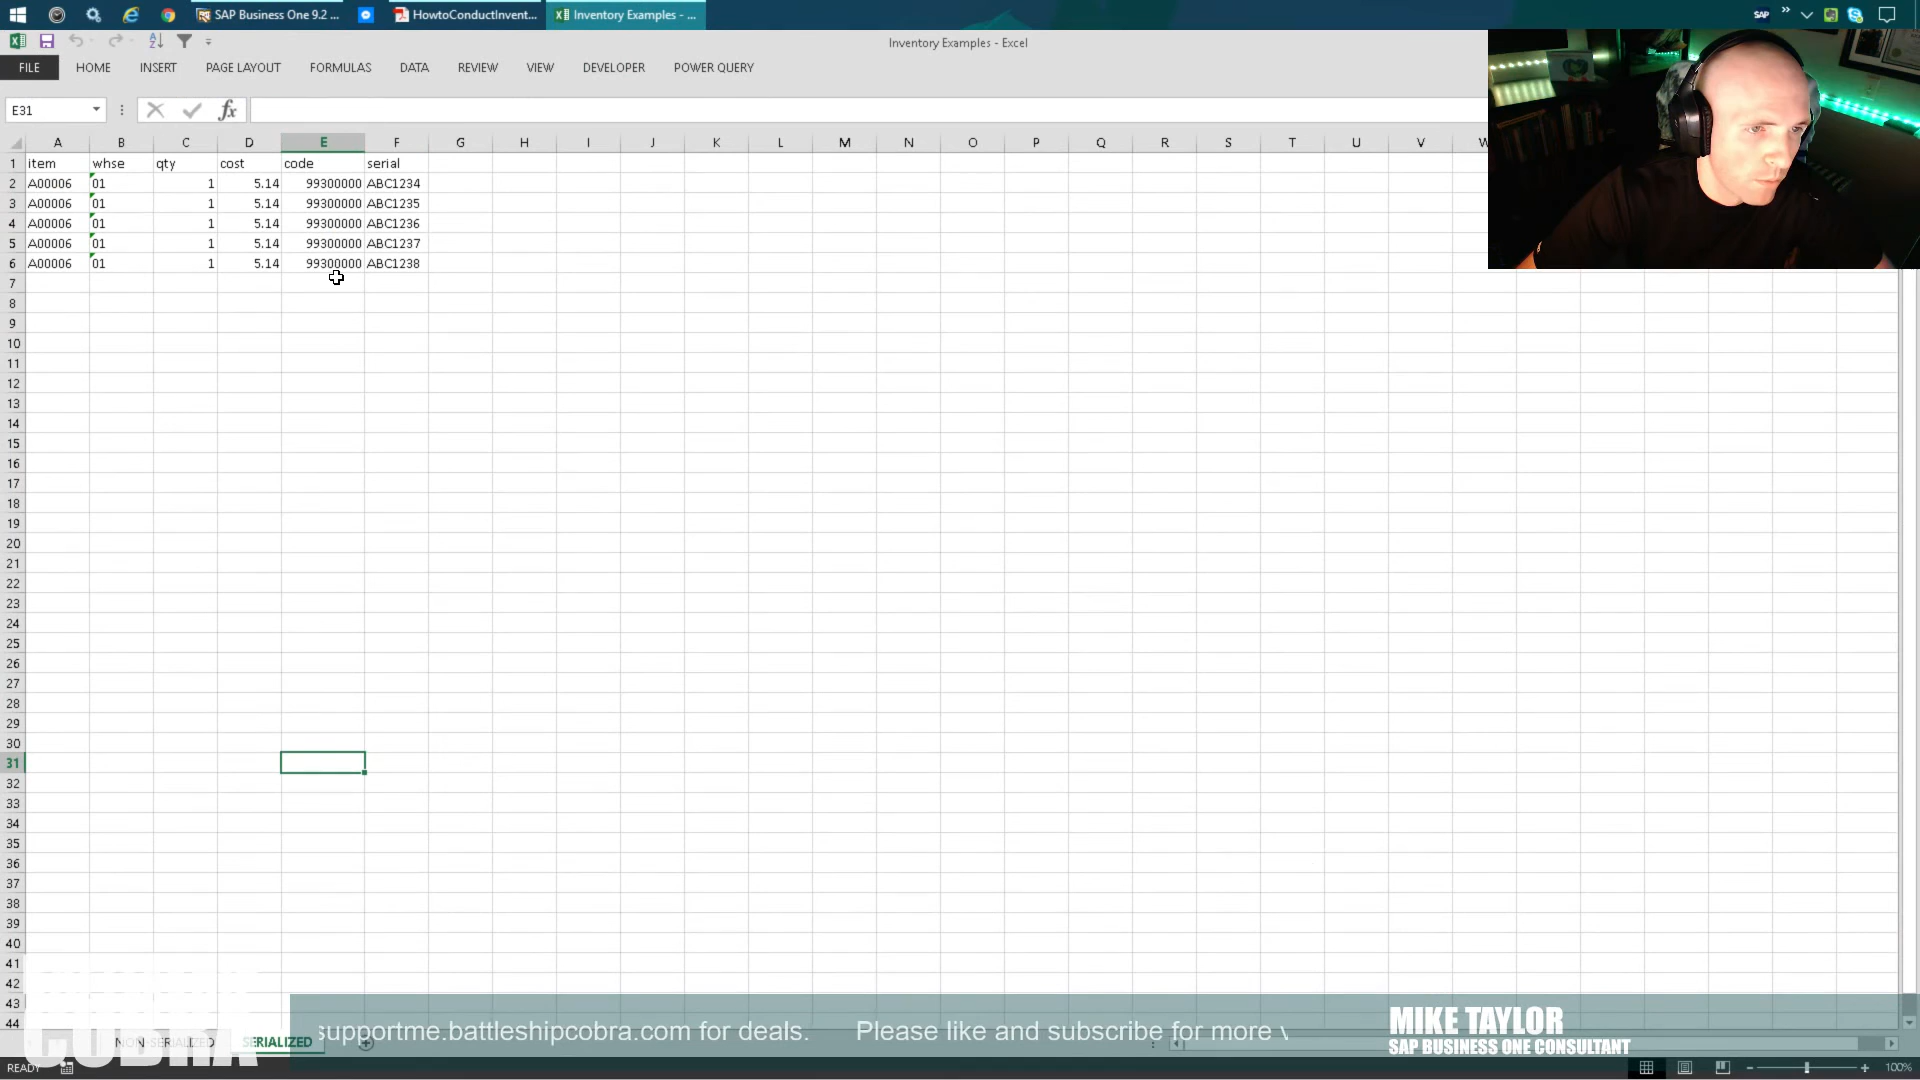 SAP Business One 9.2 ... HowtoConductInvent... Inventory Examples - ... SAP
Inventory Examples - Excel
FILE HOME INSERT PAGE LAYOUT FORMULAS DATA REVIEW VIEW DEVELOPER POWER QUERY
E31 fx
A B C D E F G H I J K L M N O P Q R S T U V W
1 item whse qty cost code serial
2 A00006 01 1 5.14 99300000 ABC1234
3 A00006 01 1 5.14 99300000 ABC1235
4 A00006 01 1 5.14 99300000 ABC1236
5 A00006 01 1 5.14 99300000 ABC1237
6 A00006 01 1 5.14 99300000 ABC1238
7
8
9
10
11
12
13
14
15
16
17
18
19
20
21
22
23
24
25
26
27
28
29
30
31
32
33
34
35
36
37
38
39
40
41
42
43
44
COBRA
NON-SERIALIZED SERIALIZED
supportme.battleshipcobra.com for deals. Please like and subscribe for more
MIKE TAYLOR
SAP BUSINESS ONE CONSULTANT
READY 100%